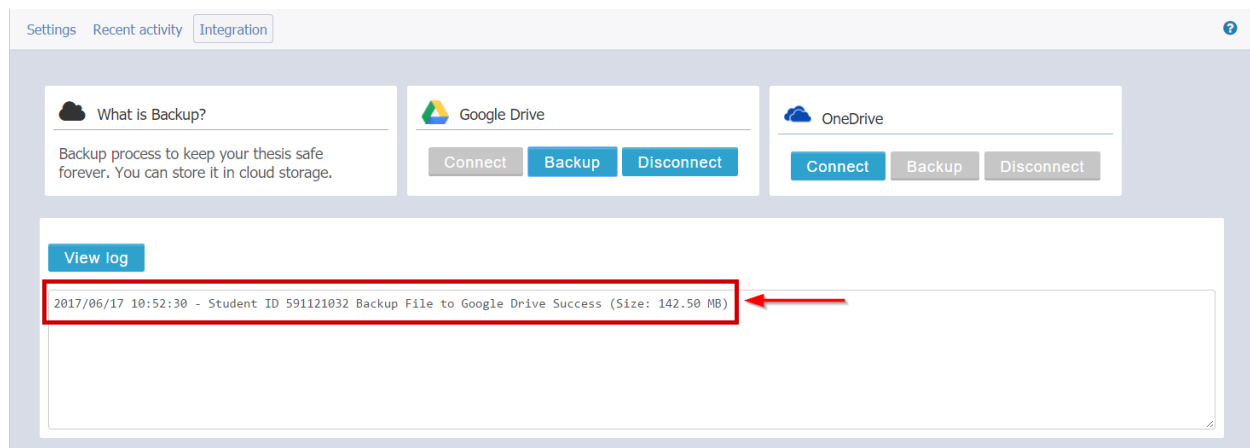 Settings Recent activity Integration
What is Backup?
Backup process to keep your thesis safe
forever. You can store it in cloud storage.
Google Drive
Connect Backup Disconnect
OneDrive
Connect Backup Disconnect
View log
2017/06/17 10:52:30 - Student ID 591121032 Backup File to Google Drive Success (Size: 142.50 MB)